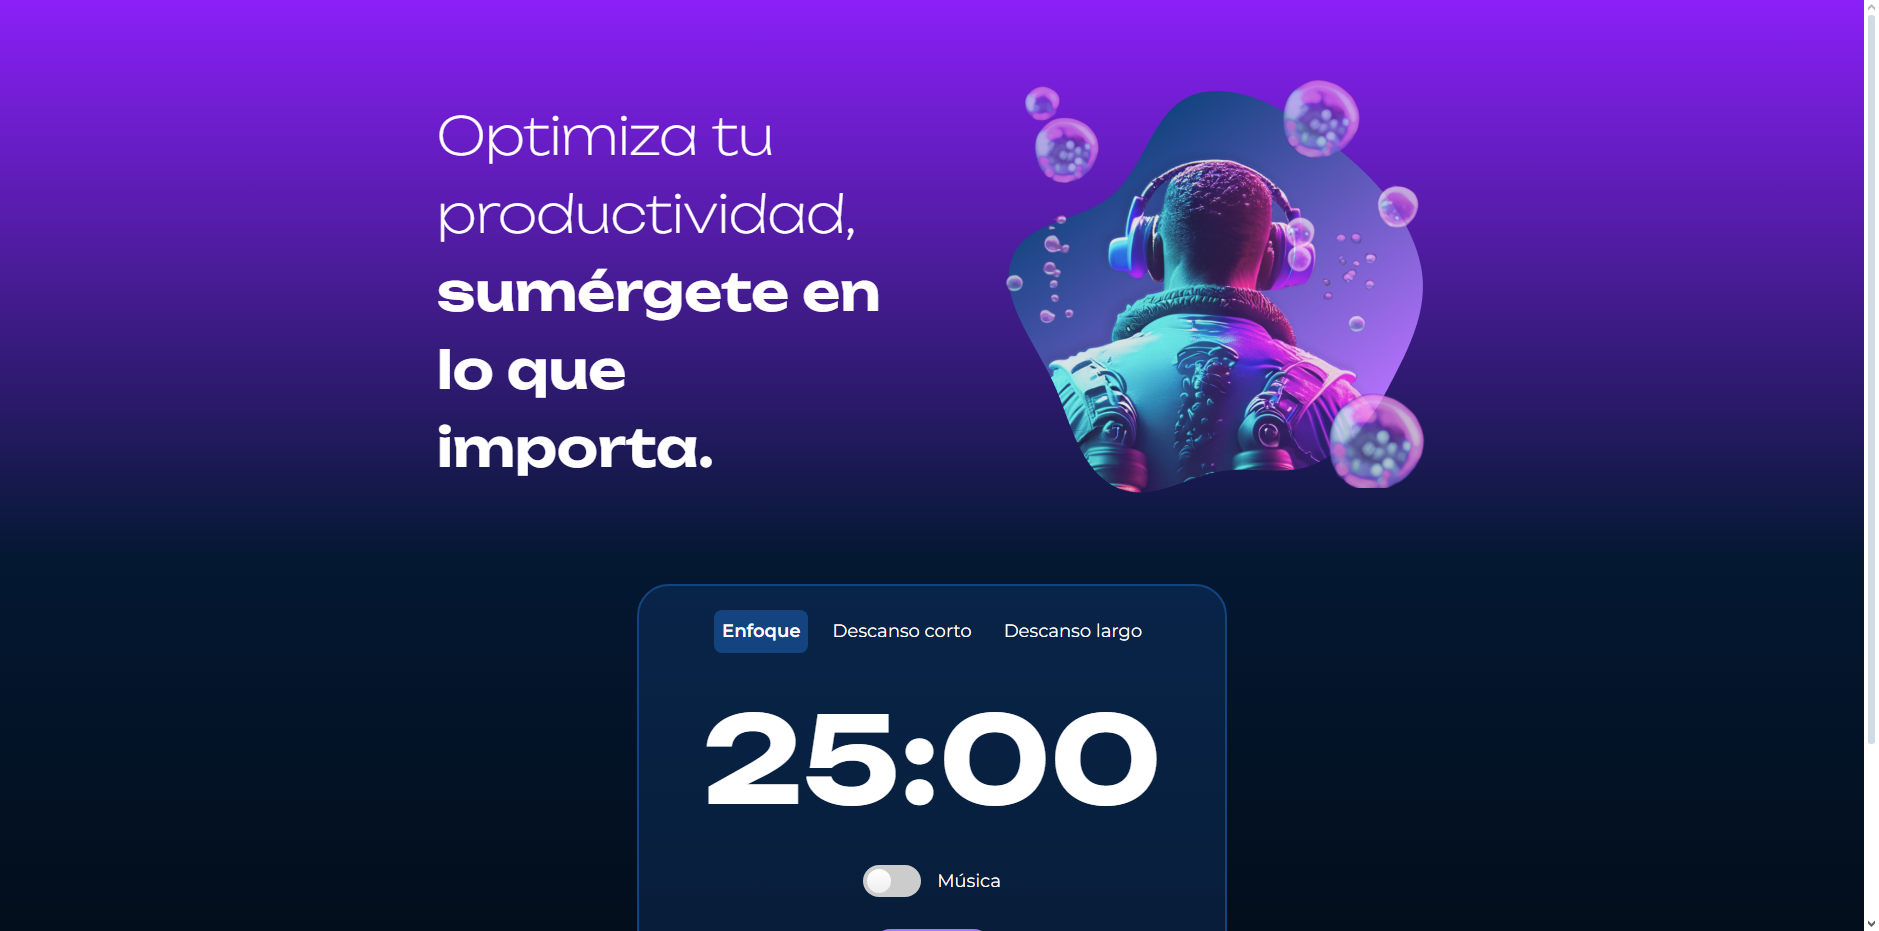 Optimiza tu
productividad,
sumérgete en
lo que
importa.
Enfoque Descanso corto Descanso largo
25:00
Música